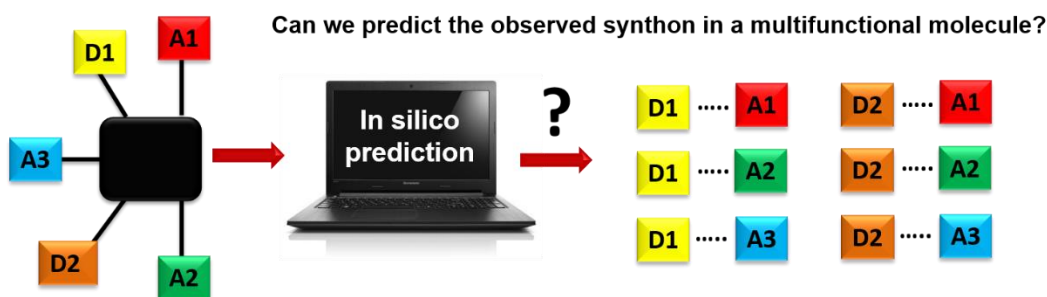 Can we predict the observed synthon in a multifunctional molecule?
D1
A1
A3
D2
A2
In silico
prediction
?
D1 ..... A1
D2 ..... A1
D1 ..... A2
D2 ..... A2
D1 ..... A3
D2 ..... A3